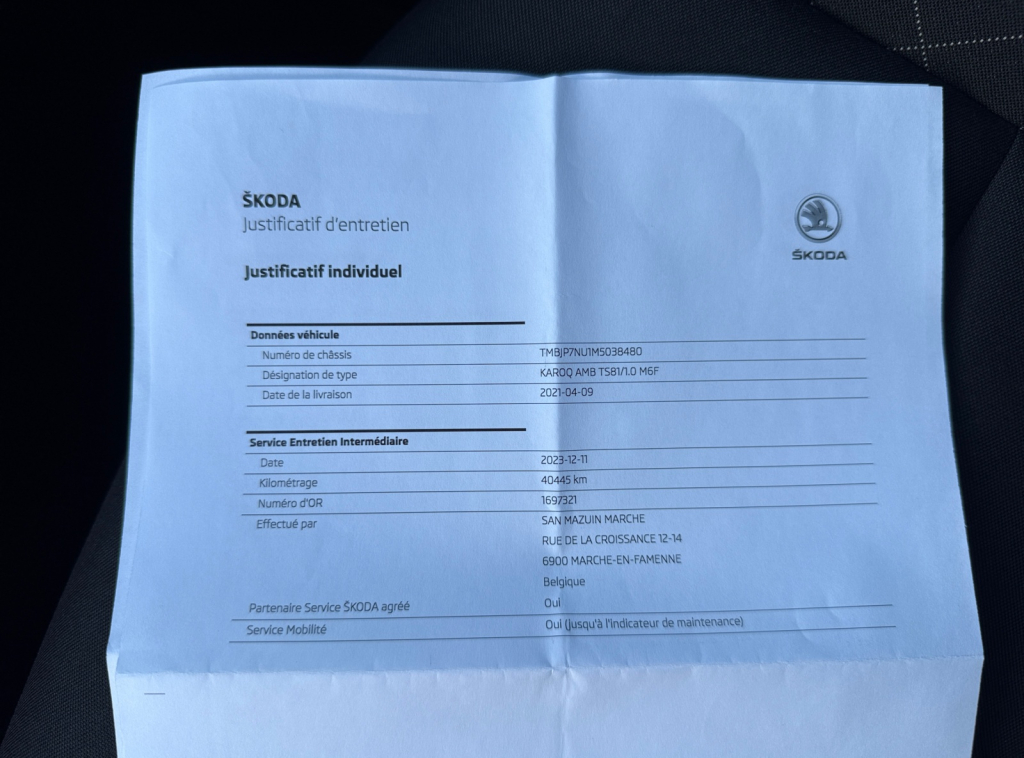 ŠKODA
Justificatif d'entretien
ŠKODA
Justificatif individuel
Données véhicule
Numéro de châssis TMBJP7NU1M5038480
Désignation de type KAROQ AMB TS81/1.0 M6F
Date de la livraison 2021-04-09
Service Entretien Intermédiaire
Date 2023-12-11
Kilométrage 40445 km
Numéro d'OR 1697321
Effectué par SAN MAZUIN MARCHE
RUE DE LA CROISSANCE 12-14
6900 MARCHE-EN-FAMENNE
Belgique
Partenaire Service ŠKODA agréé Oui
Service Mobilité Oui (jusqu'à l'indicateur de maintenance)